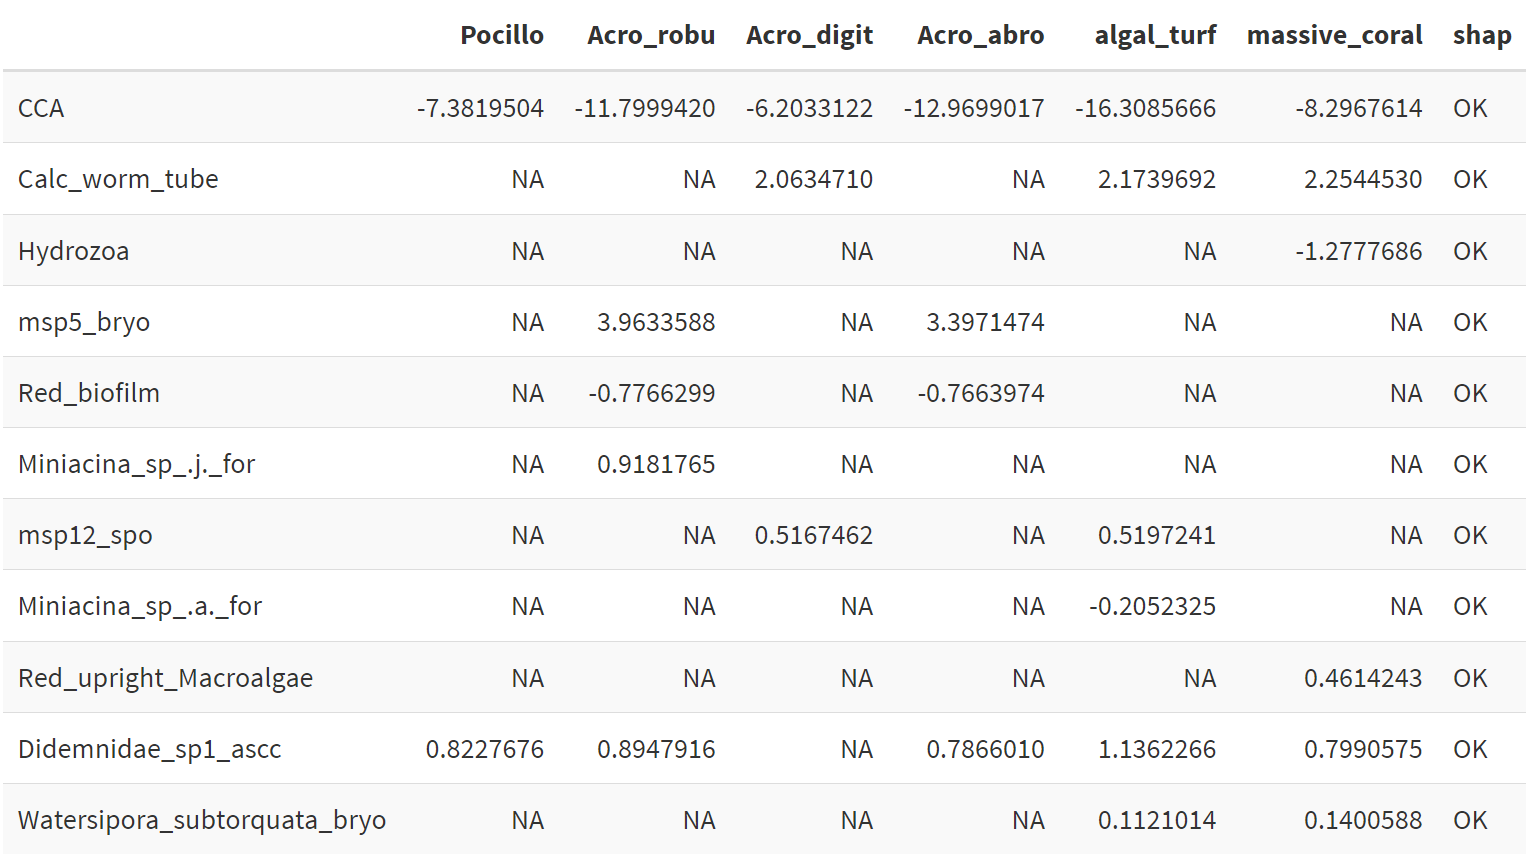 Pocillo Acro_robu Acro_digit Acro_abro algal_turf massive_coral shap
CCA -7.3819504 -11.7999420 -6.2033122 -12.9699017 -16.3085666 -8.2967614 OK
Calc_worm_tube NA NA 2.0634710 NA 2.1739692 2.2544530 OK
Hydrozoa NA NA NA NA NA -1.2777686 OK
msp5_bryo NA 3.9633588 NA 3.3971474 NA NA OK
Red_biofilm NA -0.7766299 NA -0.7663974 NA NA OK
Miniacina_sp_.j._for NA 0.9181765 NA NA NA NA OK
msp12_spo NA NA 0.5167462 NA 0.5197241 NA OK
Miniacina_sp_.a._for NA NA NA NA -0.2052325 NA OK
Red_upright_Macroalgae NA NA NA NA NA 0.4614243 OK
Didemnidae_sp1_ascc 0.8227676 0.8947916 NA 0.7866010 1.1362266 0.7990575 OK
Watersipora_subtorquata_bryo NA NA NA NA 0.1121014 0.1400588 OK